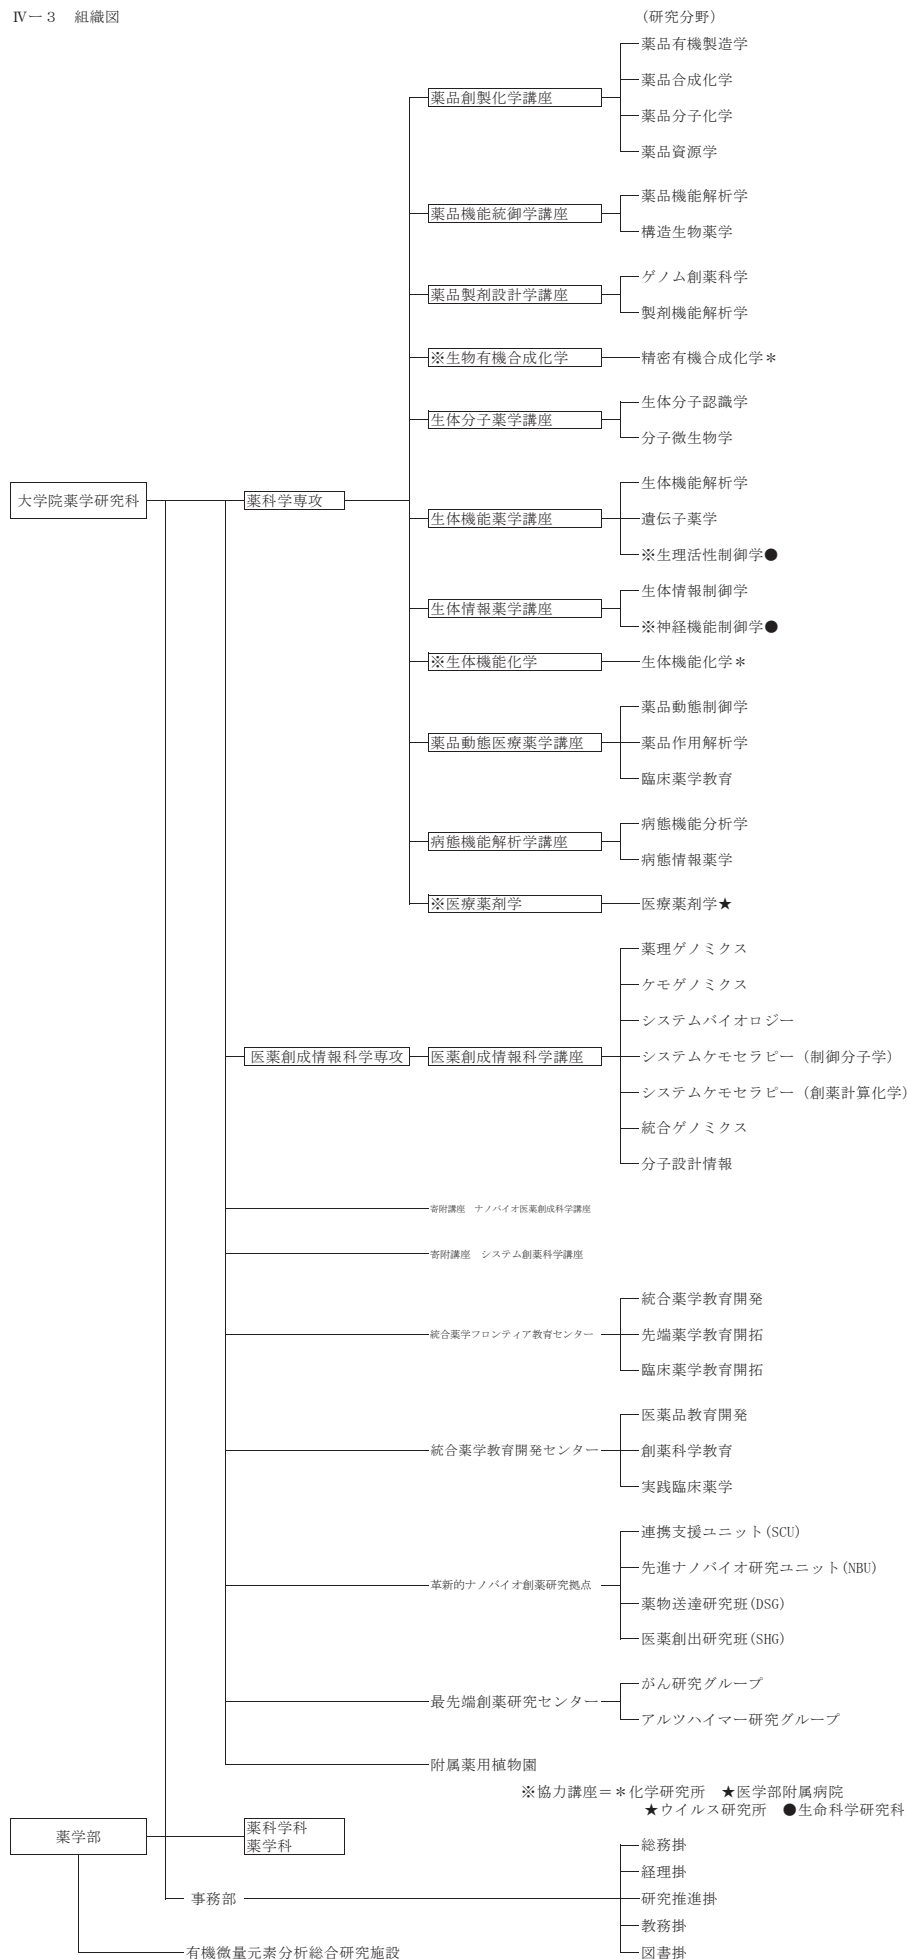 Ⅳ－３　組織図
(研究分野)
薬品有機製造学
薬品合成化学
薬品創製化学講座
薬品分子化学
薬品資源学
薬品機能解析学
薬品機能統御学講座
構造生物薬学
ゲノム創薬科学
薬品製剤設計学講座
製剤機能解析学
※生物有機合成化学
精密有機合成化学＊
生体分子認識学
生体分子薬学講座
分子微生物学
生体機能解析学
大学院薬学研究科
薬科学専攻
生体機能薬学講座
遺伝子薬学
※生理活性制御学●
生体情報制御学
生体情報薬学講座
※神経機能制御学●
※生体機能化学
生体機能化学＊
薬品動態制御学
薬品動態医療薬学講座
薬品作用解析学
臨床薬学教育
病態機能分析学
病態機能解析学講座
病態情報薬学
※医療薬剤学
医療薬剤学★
薬理ゲノミクス
ケモゲノミクス
システムバイオロジー
医薬創成情報科学専攻
医薬創成情報科学講座
システムケモセラピー（制御分子学）
システムケモセラピー（創薬計算化学）
統合ゲノミクス
分子設計情報
寄附講座　ナノバイオ医薬創成科学講座
寄附講座　システム創薬科学講座
統合薬学教育開発
統合薬学フロンティア教育センター
先端薬学教育開拓
臨床薬学教育開拓
医薬品教育開発
統合薬学教育開発センター
創薬科学教育
実践臨床薬学
連携支援ユニット(SCU)
先進ナノバイオ研究ユニット(NBU)
革新的ナノバイオ創薬研究拠点
薬物送達研究班(DSG)
医薬創出研究班(SHG)
がん研究グループ
最先端創薬研究センター
アルツハイマー研究グループ
附属薬用植物園
※協力講座＝＊化学研究所　★医学部附属病院
★ウイルス研究所　●生命科学研究科
薬学部
薬科学科
薬学科
総務掛
経理掛
事務部
研究推進掛
教務掛
有機微量元素分析総合研究施設
図書掛